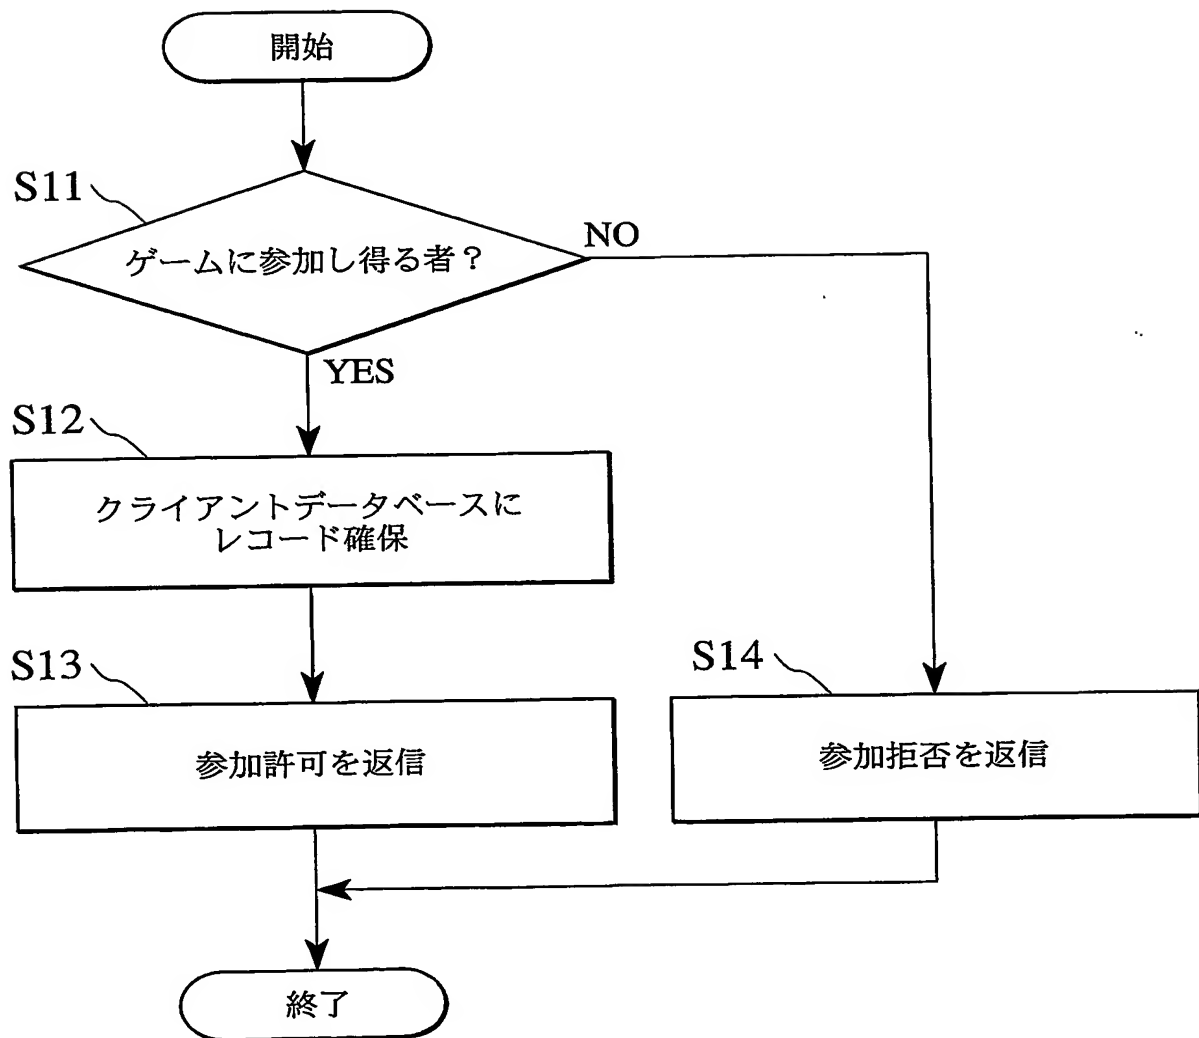 開始
S11
ゲームに参加し得る者?
NO
YES
S12
クライアントデータベースに
レコード確保
S13
参加許可を返信
S14
参加拒否を返信
終了